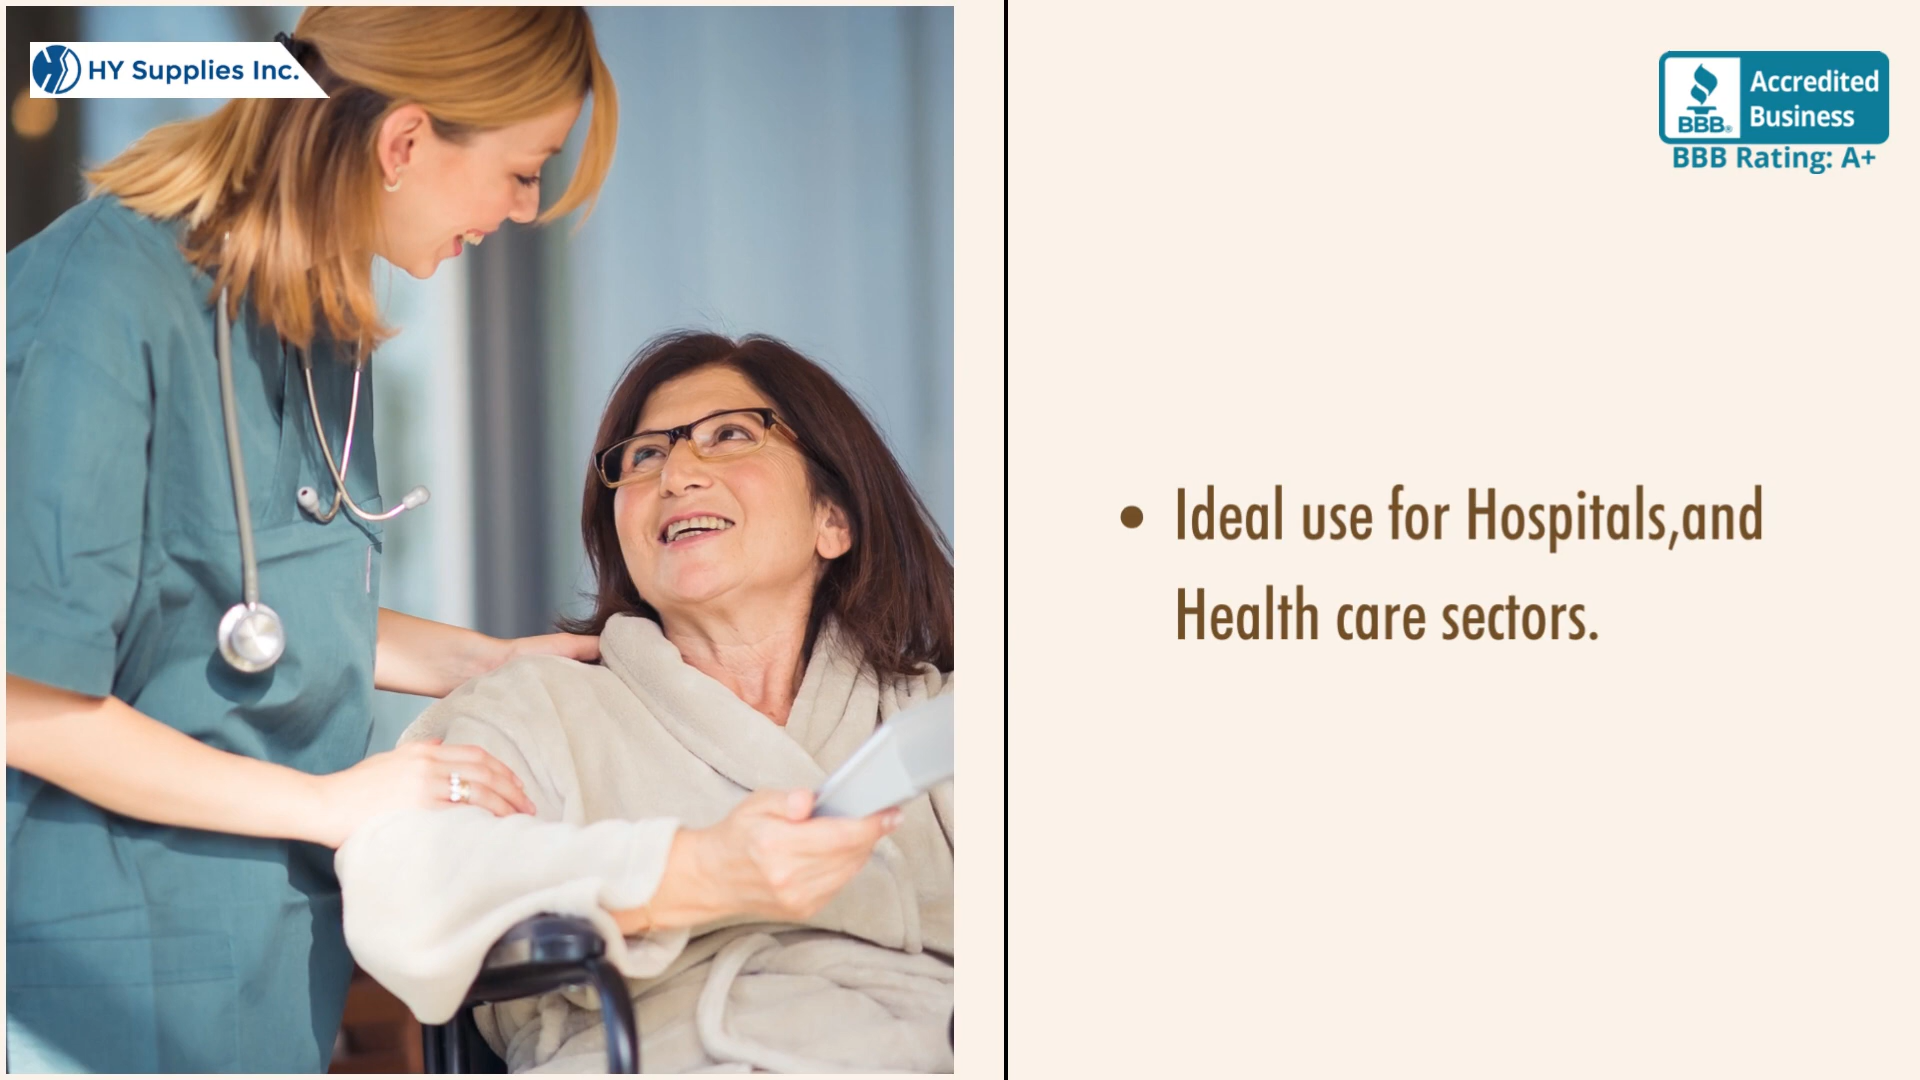 HY Supplies Inc.
Accredited
Business
BBB®
BBB Rating: A+
• Ideal use for Hospitals,and
Health care sectors.